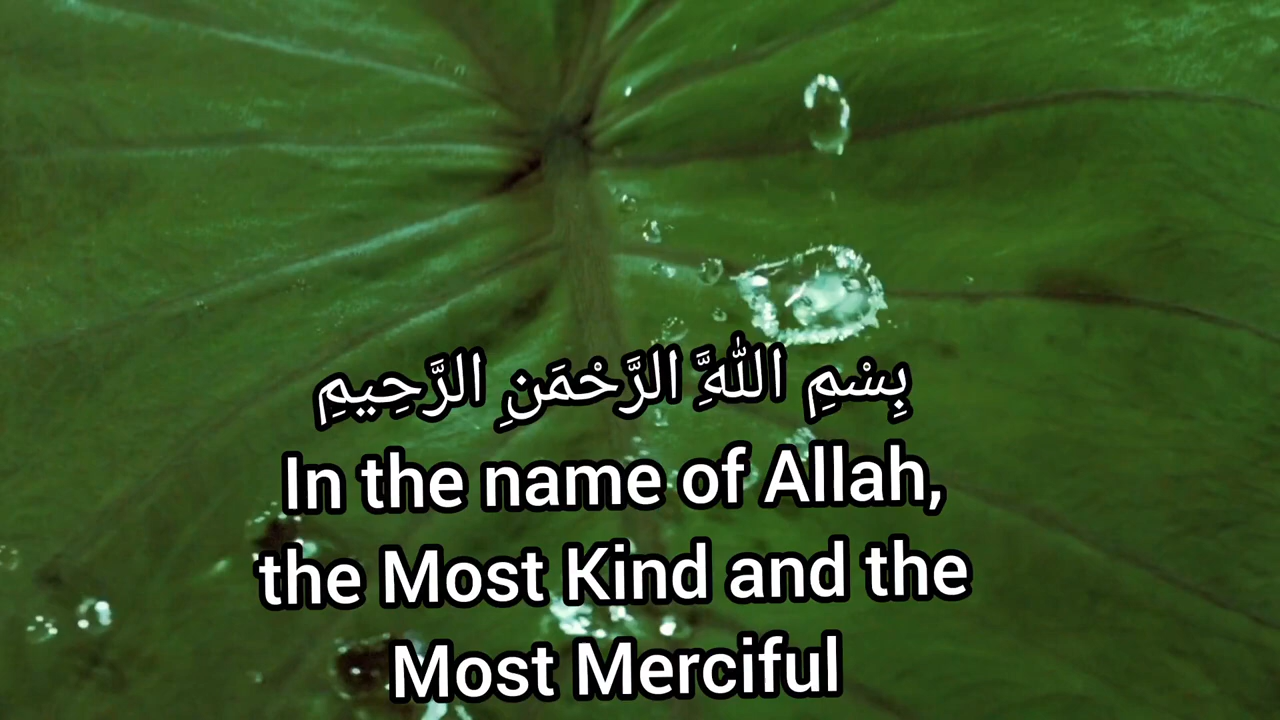 بِسْمِ اللَّهَِّ الرَّحْمَنِ الرَّحِيمِ
In the name of Allah,
the Most Kind and the
Most Merciful